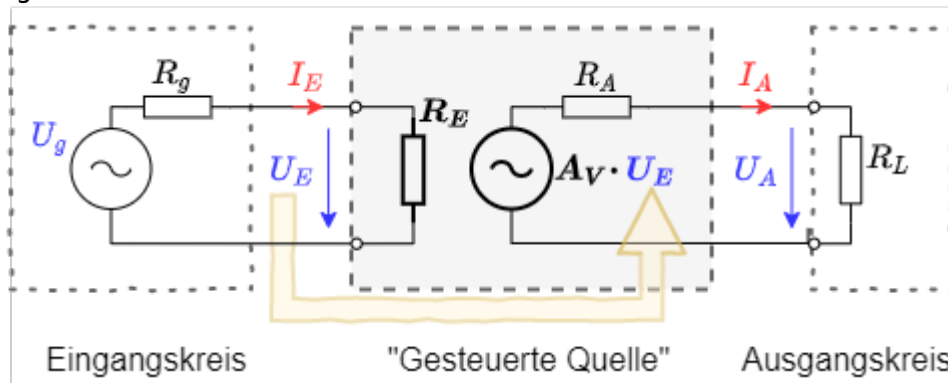 R_g I_E R_A I_A
U_g U_E R_E A_V · U_E U_A R_L
Eingangskreis "Gesteuerte Quelle" Ausgangskreis